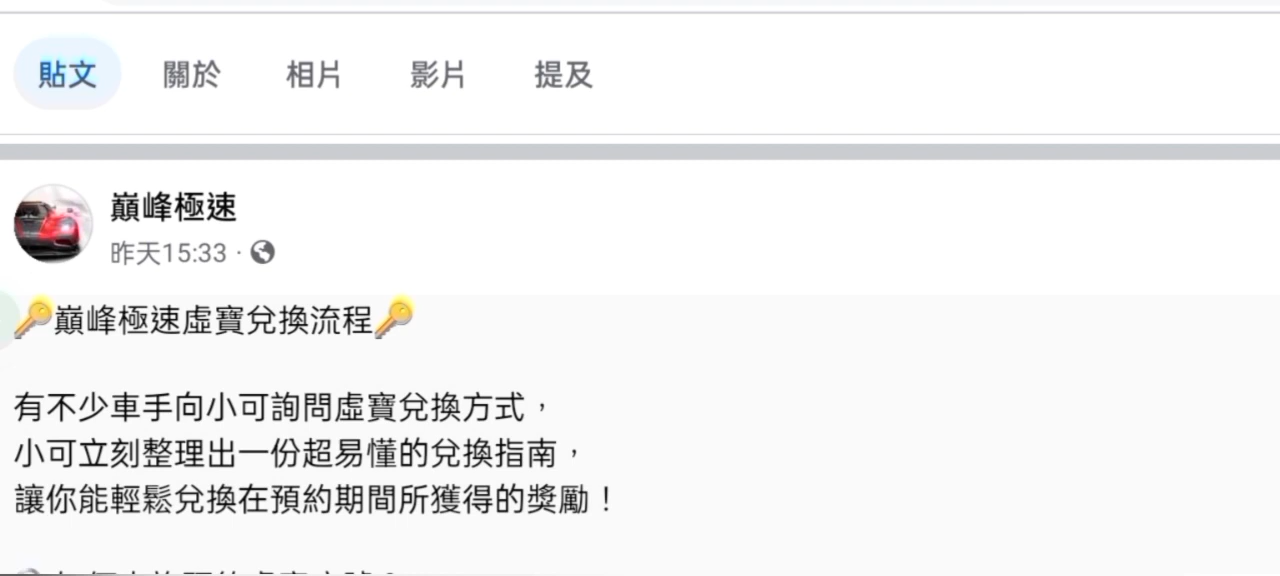 貼文 關於 相片 影片 提及
巔峰極速
昨天15:33 ·
🔑巔峰極速虛寶兌換流程🔑
有不少車手向小可詢問虛寶兌換方式，
小可立刻整理出一份超易懂的兌換指南，
讓你能輕鬆兌換在預約期間所獲得的獎勵！